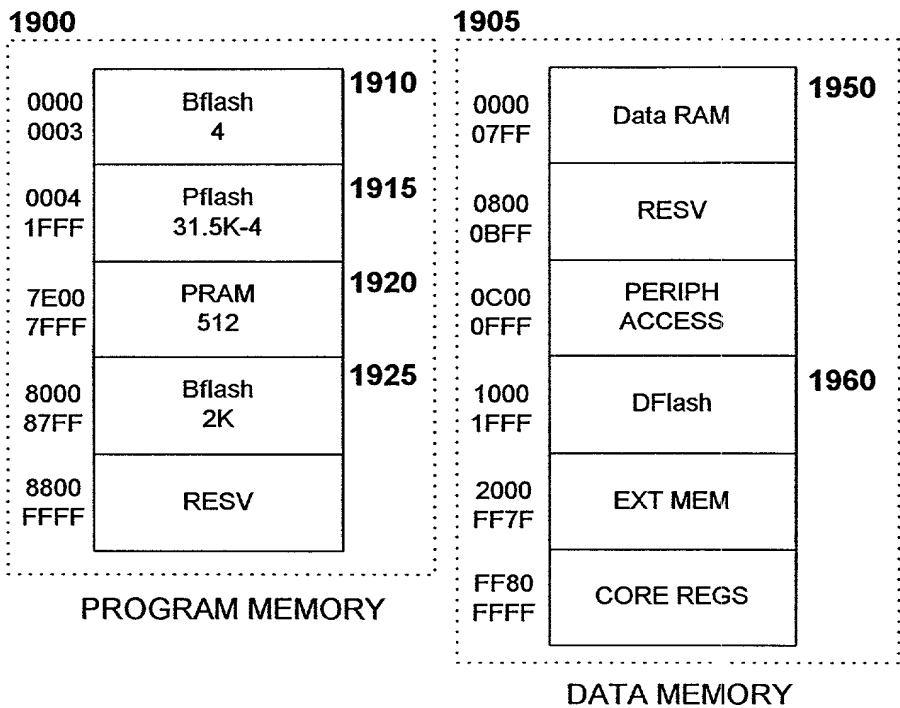 1900
1910
0000
0003
Bflash
4
1915
0004
1FFF
Pflash
31.5K-4
1920
7E00
7FFF
PRAM
512
1925
8000
87FF
Bflash
2K
8800
FFFF
RESV
PROGRAM MEMORY
1905
1950
0000
07FF
Data RAM
0800
0BFF
RESV
0C00
0FFF
PERIPH
ACCESS
1960
1000
1FFF
DFlash
2000
FF7F
EXT MEM
FF80
FFFF
CORE REGS
DATA MEMORY